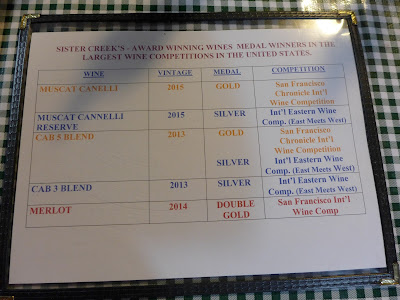 SISTER CREEK'S - AWARD WINNING WINES MEDAL WINNERS IN THE
LARGEST WINE COMPETITIONS IN THE UNITED STATES.
WINE VINTAGE MEDAL COMPETITION
MUSCAT CANELLI 2015 GOLD San Francisco
Chronicle Int'l
Wine Competition
MUSCAT CANNELLI 2015 SILVER Int'l Eastern Wine
RESERVE Comp. (East Meets West)
CAB 5 BLEND 2013 GOLD San Francisco
Chronicle Int'l
Wine Competition
SILVER Int'l Eastern Wine
Comp. (East Meets West)
CAB 3 BLEND 2013 SILVER Int'l Eastern Wine
Comp. (East Meets West)
MERLOT 2014 DOUBLE San Francisco Int'l
GOLD Wine Comp